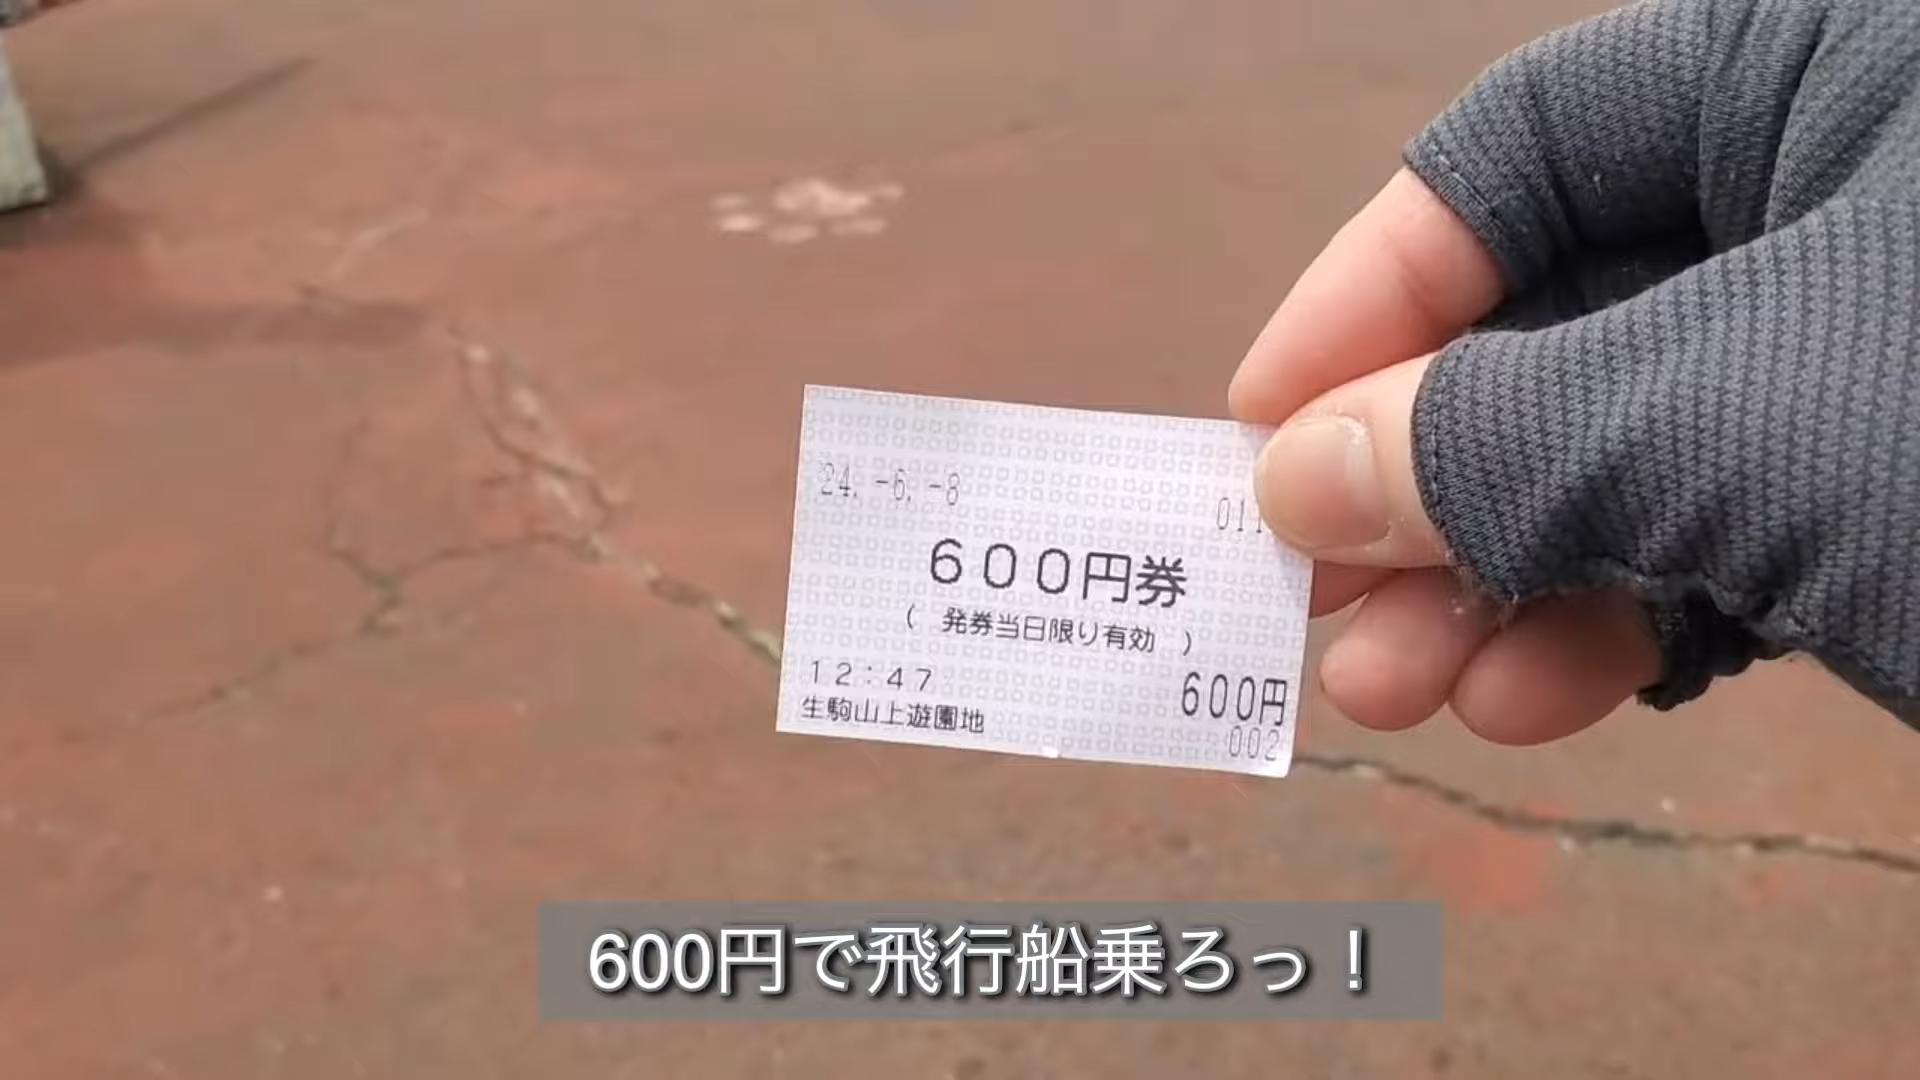 24. -6. -8
011
600円券
( 発券当日限り有効 )
12:47
600円
生駒山上遊園地
002
600円で飛行船乗ろっ!